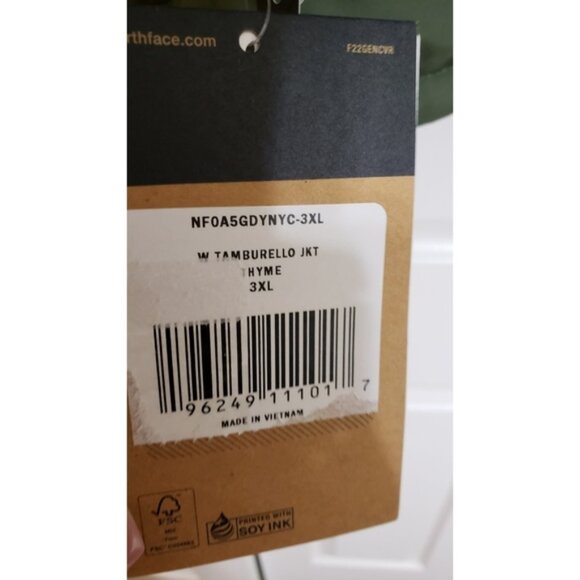 rthface.com
F22GENCVR
NF0A5GDYNYC-3XL
W TAMBURELLO JKT
THYME
3XL
96249 11101 7
MADE IN VIETNAM
FSC
MIX
PRINTED WITH
SOY INK